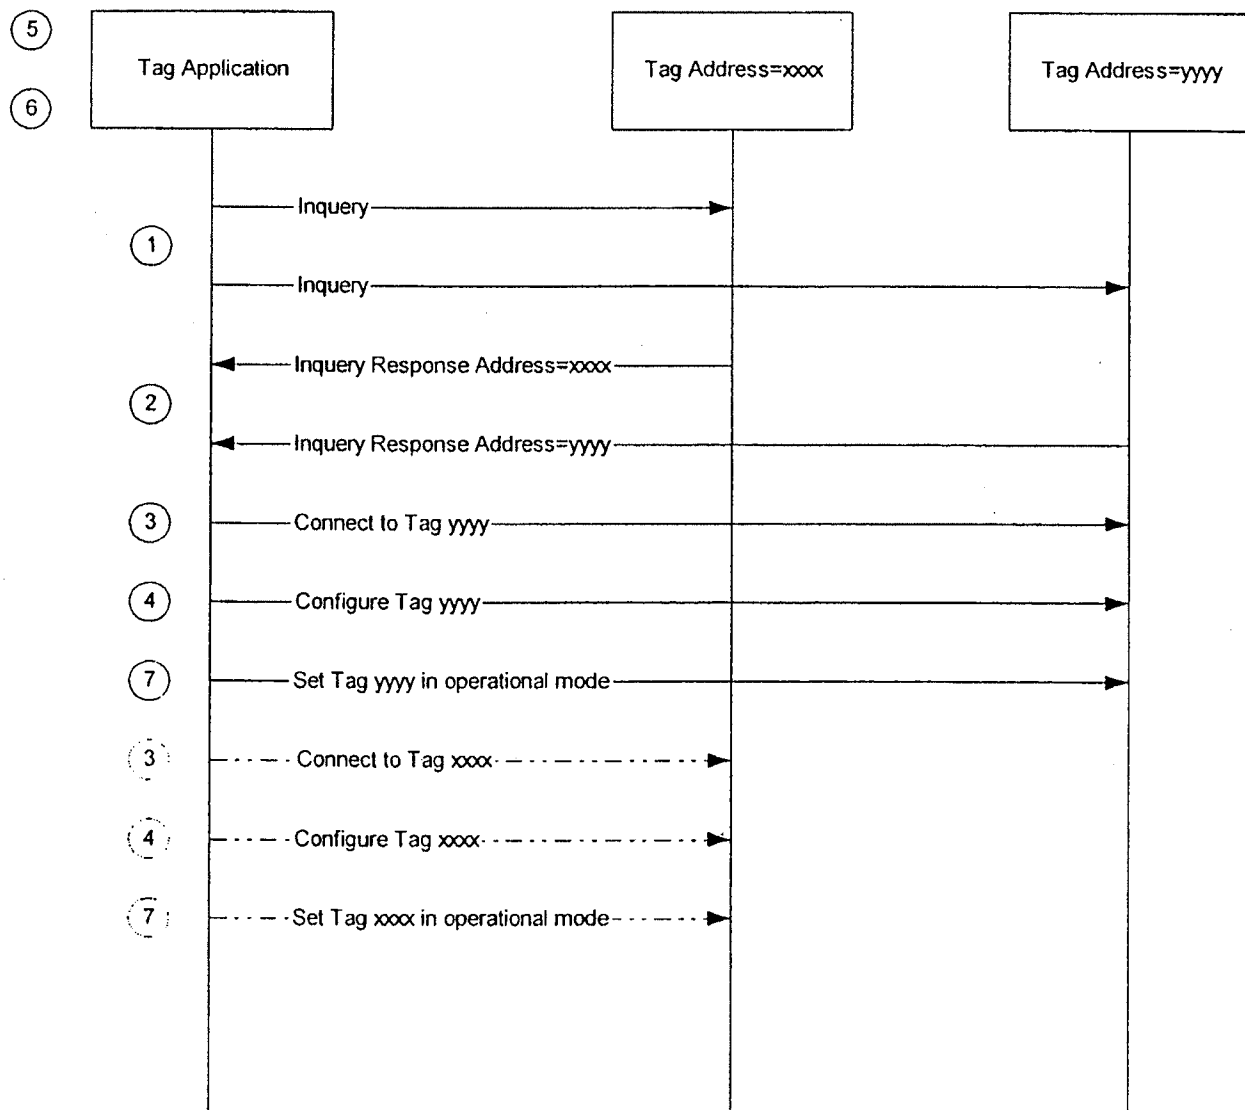 5
Tag Application
Tag Address=xxxx
Tag Address=yyyy
6
Inquery
1
Inquery
Inquery Response Address=xxxx
2
Inquery Response Address=yyyy
3
Connect to Tag yyyy
4
Configure Tag yyyy
7
Set Tag yyyy in operational mode
3
Connect to Tag xxxx
4
Configure Tag xxxx
7
Set Tag xxxx in operational mode